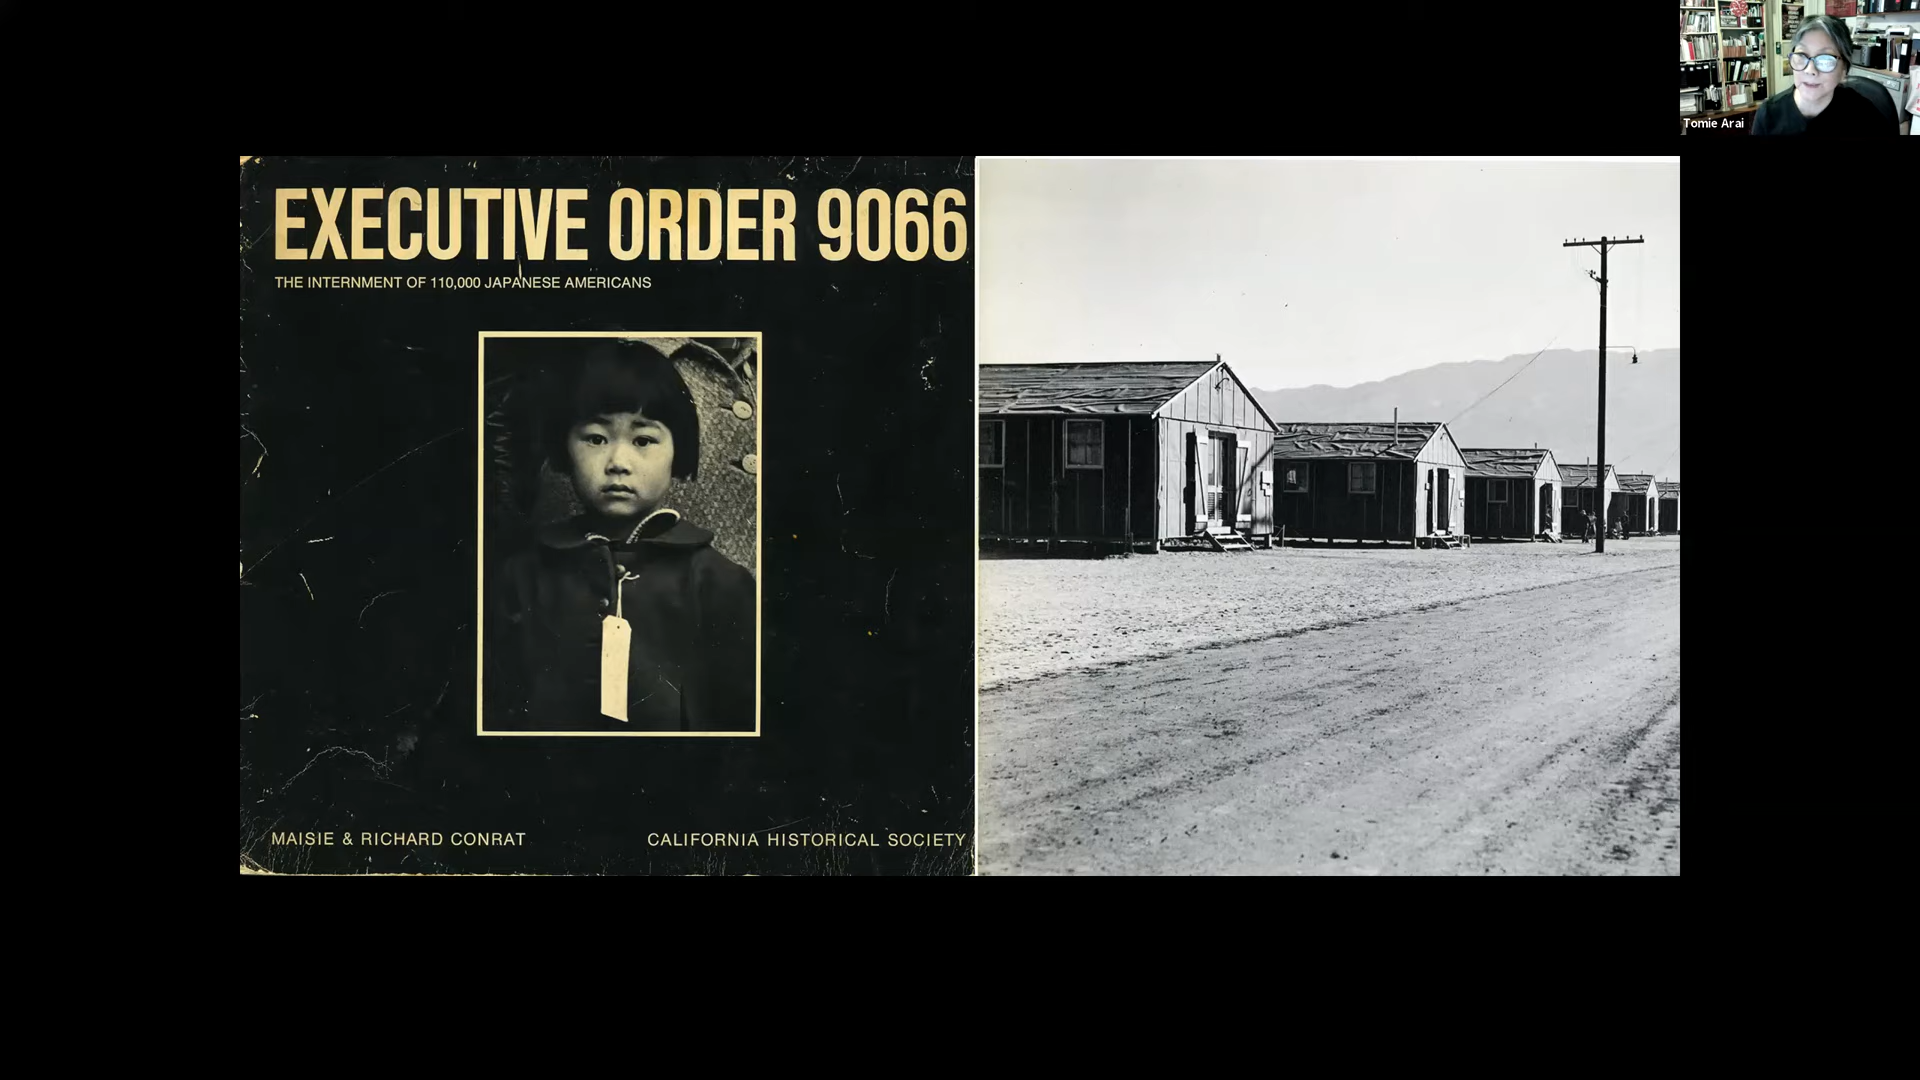 Tomie Arai
EXECUTIVE ORDER 9066
THE INTERNMENT OF 110,000 JAPANESE AMERICANS
MAISIE & RICHARD CONRAT
CALIFORNIA HISTORICAL SOCIETY